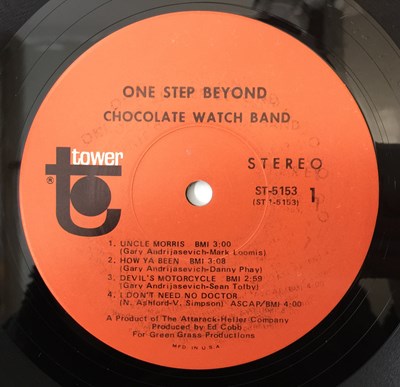 ONE STEP BEYOND
CHOCOLATE WATCH BAND
tower
®
STEREO
ST-5153 1
(ST 1-5153)
1. UNCLE MORRIS BMI 3:00
(Gary Andrijasevich-Mark Loomis)
2. HOW YA BEEN BMI 3:08
(Gary Andrijasevich-Danny Phay)
3. DEVIL'S MOTORCYCLE BMI 2:59
(Gary Andrijasevich-Sean Tolby)
4. I DON'T NEED NO DOCTOR
(N. Ashford-V. Simpson) ASCAP/BMI 4:00
A Product of The Attarack-Heller Company
Produced by Ed Cobb
For Green Grass Productions
MFD. IN U.S.A.